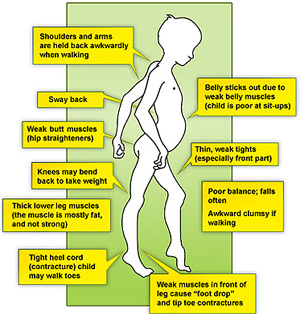 Shoulders and arms
are held back awkwardly
when walking
Sway back
Belly sticks out due to
weak belly muscles
(child is poor at sit-ups)
Weak butt muscles
(hip straighteners)
Thin, weak tights
(especially front part)
Knees may bend
back to take weight
Poor balance; falls
often
Awkward clumsy if
walking
Thick lower leg muscles
(the muscle is mostly fat,
and not strong)
Tight heel cord
(contracture) child
may walk toes
Weak muscles in front of
leg cause "foot drop"
and tip toe contractures